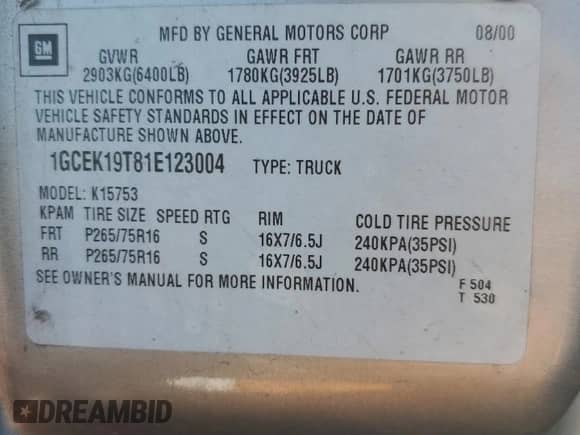 GM
MFD BY GENERAL MOTORS CORP 08/00
GVWR GAWR FRT GAWR RR
2903KG(6400LB) 1780KG(3925LB) 1701KG(3750LB)
THIS VEHICLE CONFORMS TO ALL APPLICABLE U.S. FEDERAL MOTOR
VEHICLE SAFETY STANDARDS IN EFFECT ON THE DATE OF
MANUFACTURE SHOWN ABOVE.
1GCEK19T81E123004 TYPE: TRUCK
MODEL: K15753
KPAM TIRE SIZE SPEED RTG RIM COLD TIRE PRESSURE
FRT P265/75R16 S 16X7/6.5J 240KPA(35PSI)
RR P265/75R16 S 16X7/6.5J 240KPA(35PSI)
SEE OWNER'S MANUAL FOR MORE INFORMATION.
F 504
T 530
DREAMBID